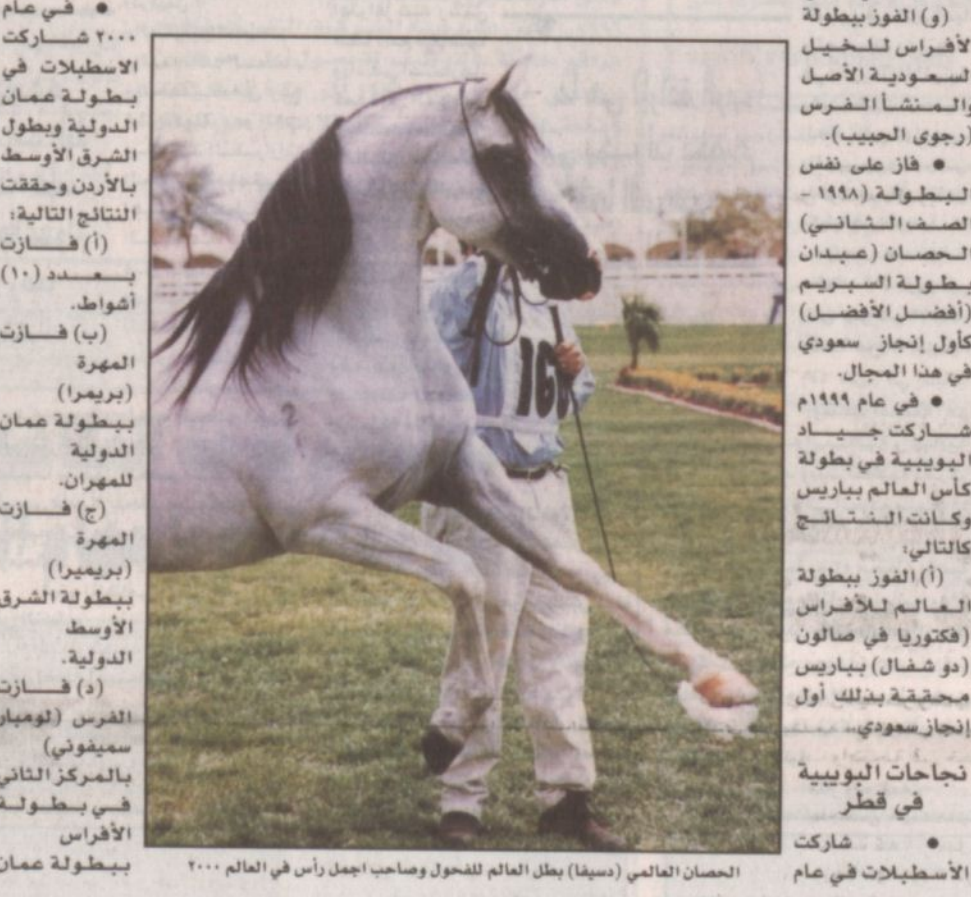 (و) الفوز ببطولة
لأفراس للخيل
لسعودية الأصل
والمنشأ الفرس
(رجوى الحبيب).
● فاز على نفس
البطولة (١٩٩٨ -
لصف الثاني)
الحصان (عبدان
بطولة السبريم
(أفضل الأفضل)
كأول إنجاز سعودي
في هذا المجال.
● في عام ١٩٩٩م
شاركت جياد
البويبية في بطولة
كأس العالم بباريس
وكانت النتائج
كالتالي:
(أ) الفوز ببطولة
العالم للأفراس
(فكتوريا في صالون
(دو شفال) بباريس
محققة بذلك أول
إنجاز سعودي
نجاحات البويبية
في قطر
● شاركت
الأسطبلات في عام
166
الحصان العالمي (دسيفا) بطل العالم للفحول وصاحب اجمل رأس في العالم ٢٠٠٠
● في عام
٢٠٠٠ شاركت
الاسطبلات في
بطولة عمان
الدولية وبطول
الشرق الأوسط
بالأردن وحققت
النتائج التالية:
(أ) فازت
بعدد (١٠)
أشواط.
(ب) فازت
المهرة
(بريمرا)
ببطولة عمان
الدولية
للمهران.
(ج) فازت
المهرة
(بريميرا)
ببطولة الشرق
الأوسط
الدولية.
(د) فازت
الفرس (لومبار
سميفوني)
بالمركز الثاني
في بطولة
الأفراس
ببطولة عمان